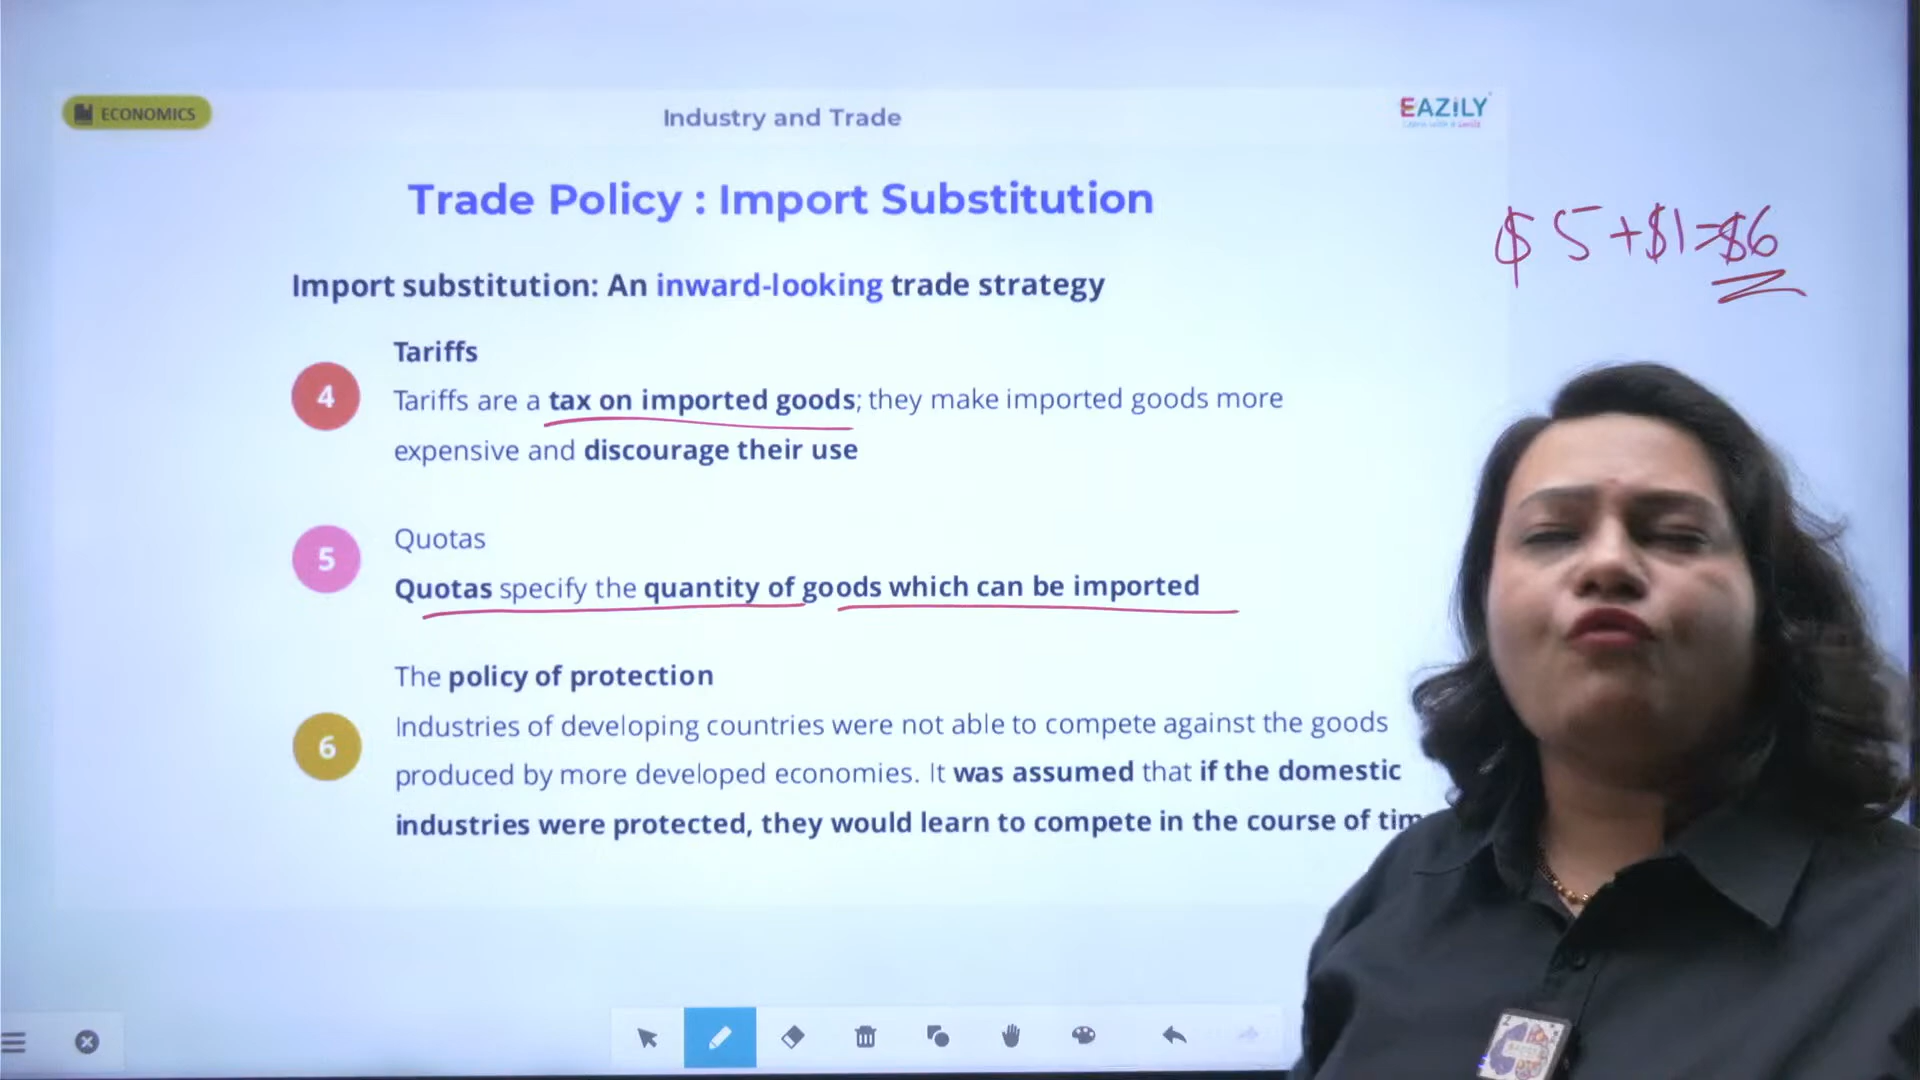 ECONOMICS
Industry and Trade
EAZiLY
Learn with a Smile
Trade Policy : Import Substitution
$ 5 + $1 = $6
Import substitution: An inward-looking trade strategy
Tariffs
4
Tariffs are a tax on imported goods; they make imported goods more
expensive and discourage their use
Quotas
5
Quotas specify the quantity of goods which can be imported
The policy of protection
Industries of developing countries were not able to compete against the goods
6
produced by more developed economies. It was assumed that if the domestic
industries were protected, they would learn to compete in the course of tim